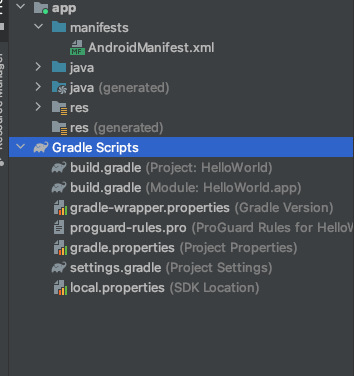 app
manifests
AndroidManifest.xml
java
java (generated)
res
res (generated)
Gradle Scripts
build.gradle (Project: HelloWorld)
build.gradle (Module: HelloWorld.app)
gradle-wrapper.properties (Gradle Version)
proguard-rules.pro (ProGuard Rules for HelloW
gradle.properties (Project Properties)
settings.gradle (Project Settings)
local.properties (SDK Location)
Resource Manager